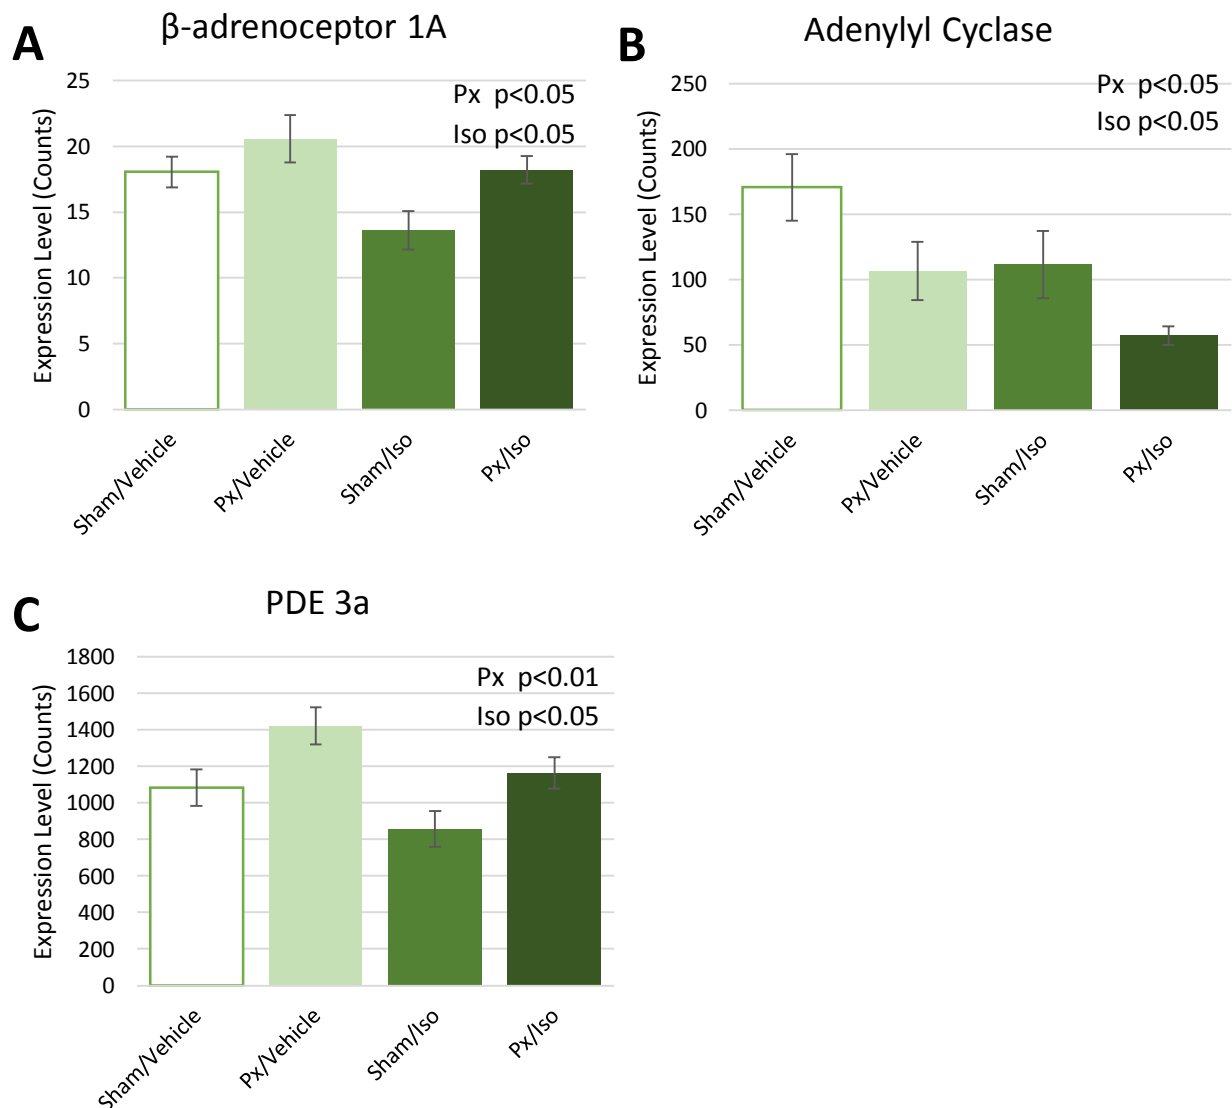 A
β-adrenoceptor 1A
Px  p<0.05
Iso p<0.05
Expression Level (Counts)
25
20
15
10
5
0
Sham/Vehicle
Px/Vehicle
Sham/Iso
Px/Iso
B
Adenylyl Cyclase
Px  p<0.05
Iso p<0.05
Expression Level (Counts)
250
200
150
100
50
0
Sham/Vehicle
Px/Vehicle
Sham/Iso
Px/Iso
C
PDE 3a
Px  p<0.01
Iso p<0.05
Expression Level (Counts)
1800
1600
1400
1200
1000
800
600
400
200
0
Sham/Vehicle
Px/Vehicle
Sham/Iso
Px/Iso